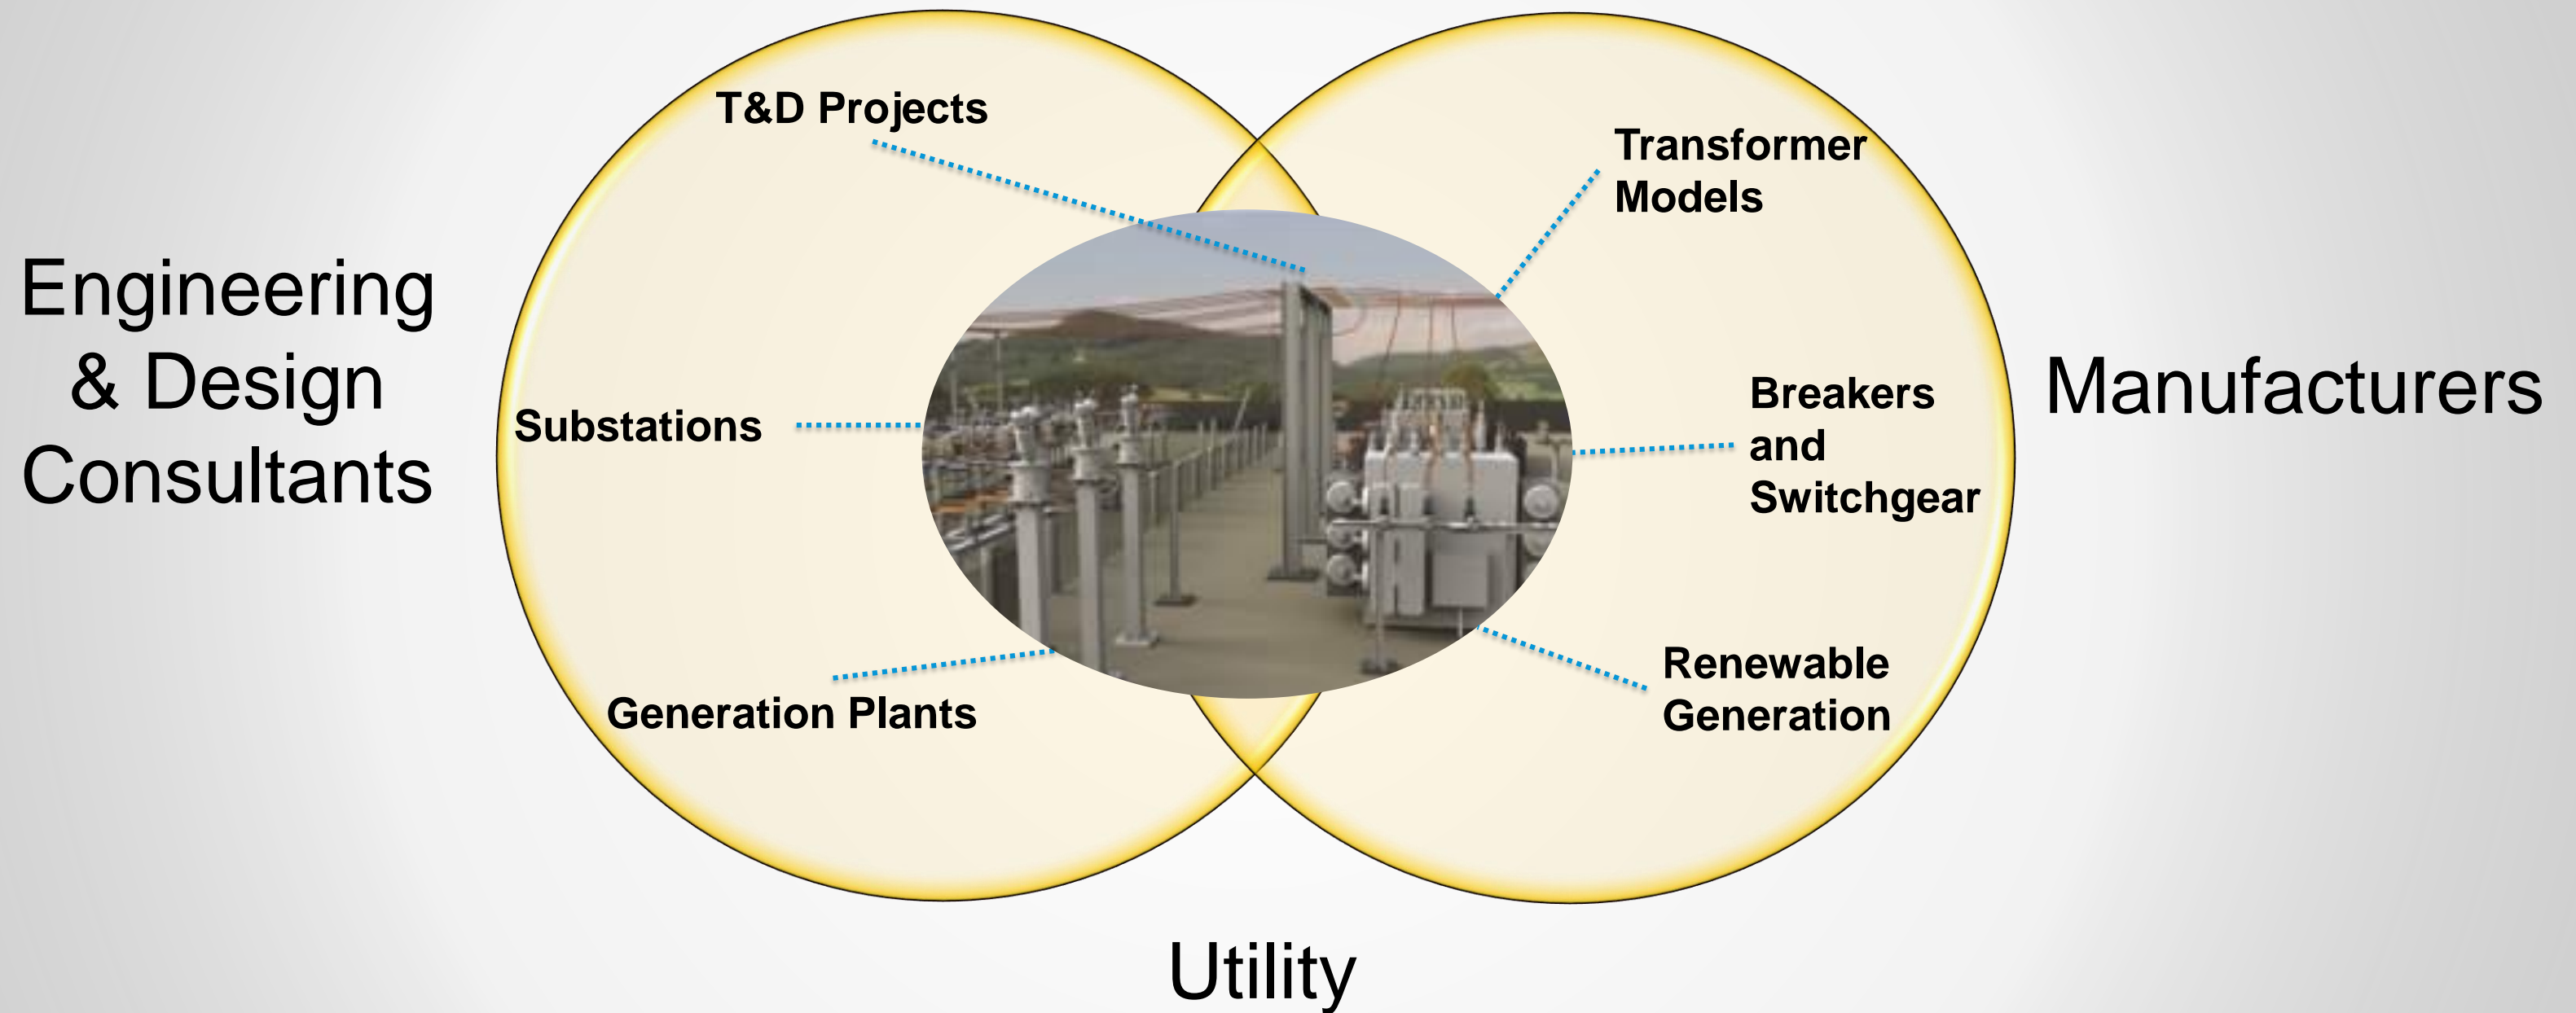 Engineering
& Design
Consultants
T&D Projects
Substations
Generation Plants
Transformer
Models
Breakers
and
Switchgear
Renewable
Generation
Manufacturers
Utility